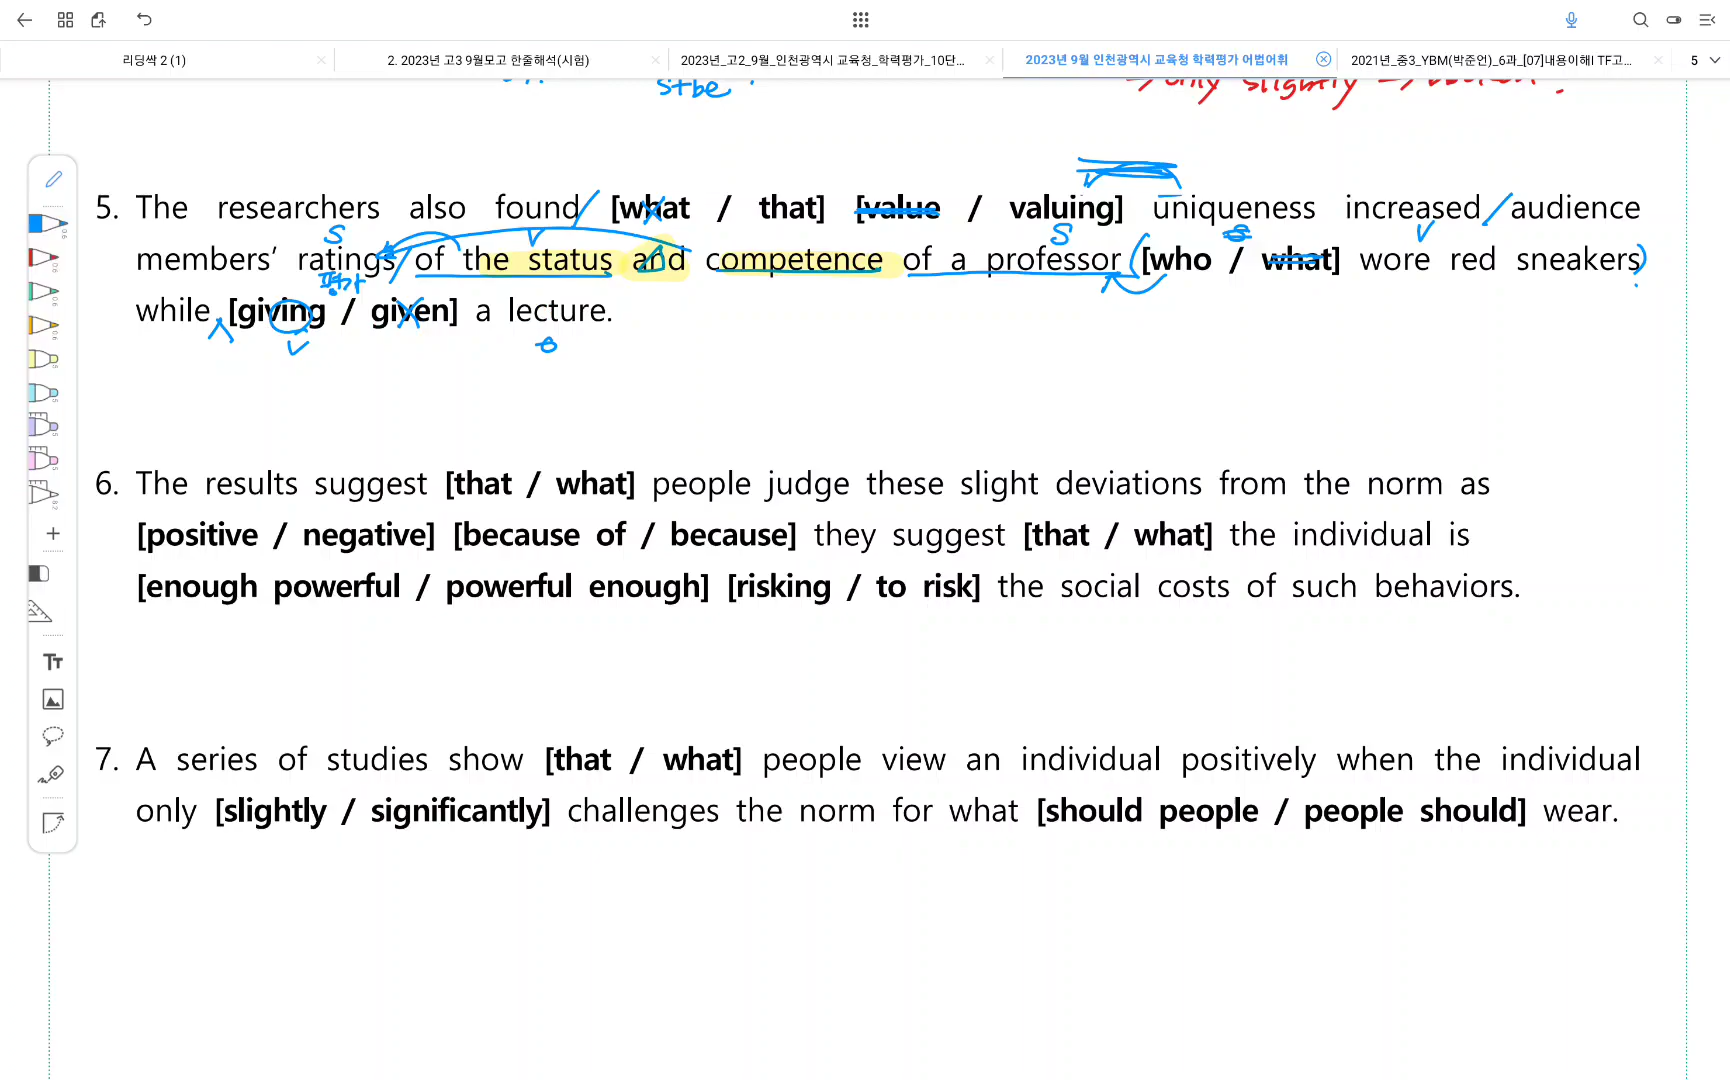 리딩싹 2 (1)
2. 2023년 고3 9월모고 한줄해석(시험)
2023년_고2_9월_인천광역시 교육청_학력평가_10단...
2023년 9월 인천광역시 교육청 학력평가 어법어휘
2021년_중3_YBM(박준언)_6과_[07]내용이해I TF고...
5
stbe
only slightly
5. The researchers also found [what / that] [value / valuing] uniqueness increased audience
S
S
v
members’ ratings of the status and competence of a professor [who / what] wore red sneakers
while [giving / given] a lecture.
v
o
6. The results suggest [that / what] people judge these slight deviations from the norm as
[positive / negative] [because of / because] they suggest [that / what] the individual is
[enough powerful / powerful enough] [risking / to risk] the social costs of such behaviors.
7. A series of studies show [that / what] people view an individual positively when the individual
only [slightly / significantly] challenges the norm for what [should people / people should] wear.
TT